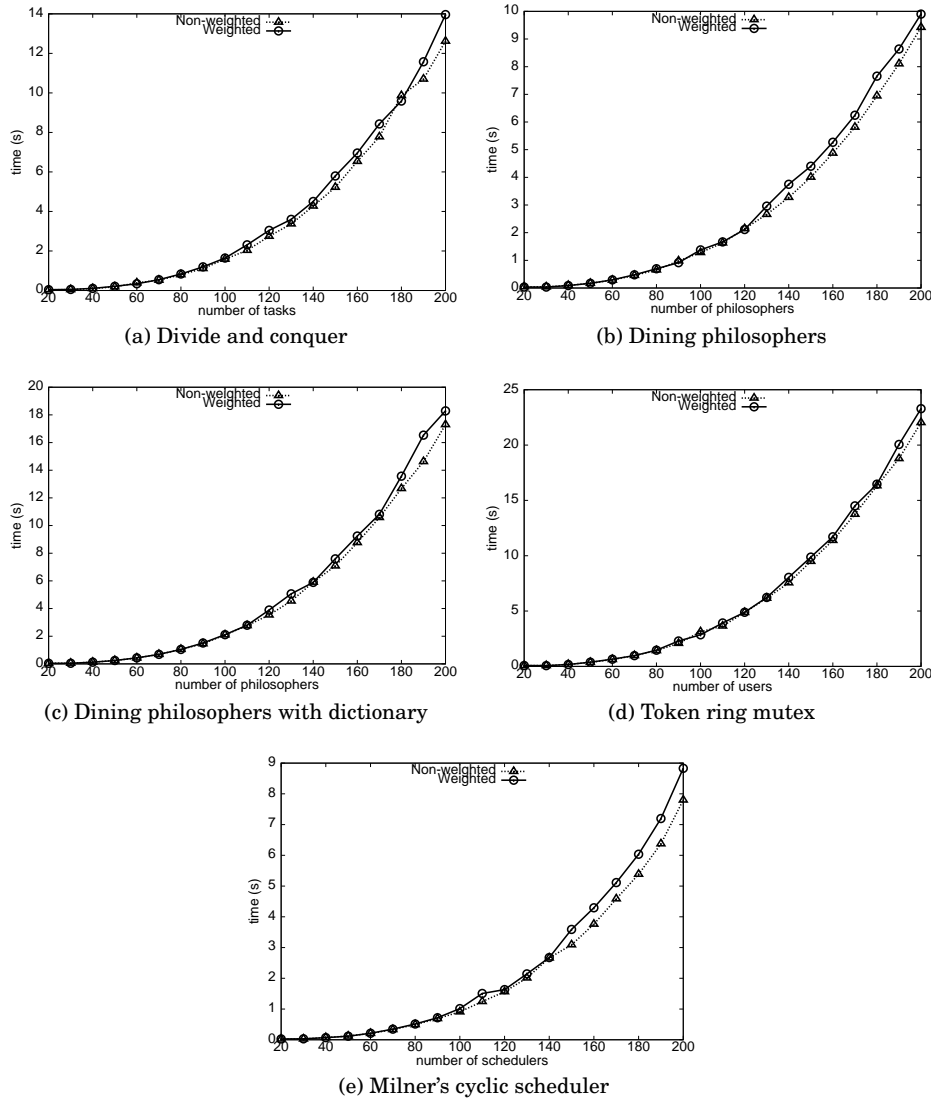 Non-weighted
Weighted
time (s)
14
12
10
8
6
4
2
0
20 40 60 80 100 120 140 160 180 200
number of tasks
(a) Divide and conquer
Non-weighted
Weighted
time (s)
10
9
8
7
6
5
4
3
2
1
0
20 40 60 80 100 120 140 160 180 200
number of philosophers
(b) Dining philosophers
Non-weighted
Weighted
time (s)
20
18
16
14
12
10
8
6
4
2
0
20 40 60 80 100 120 140 160 180 200
number of philosophers
(c) Dining philosophers with dictionary
Non-weighted
Weighted
time (s)
25
20
15
10
5
0
20 40 60 80 100 120 140 160 180 200
number of users
(d) Token ring mutex
Non-weighted
Weighted
time (s)
9
8
7
6
5
4
3
2
1
0
20 40 60 80 100 120 140 160 180 200
number of schedulers
(e) Milner's cyclic scheduler